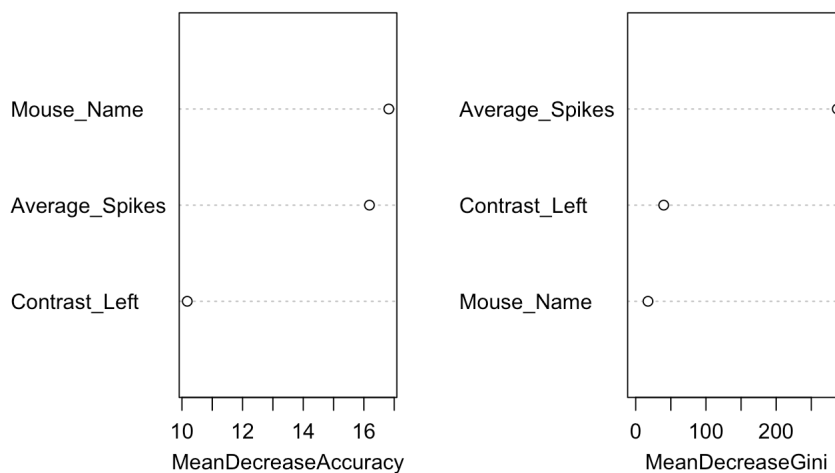 Mouse_Name
Average_Spikes
Contrast_Left
10 12 14 16
MeanDecreaseAccuracy
Average_Spikes
Contrast_Left
Mouse_Name
0 100 200
MeanDecreaseGini